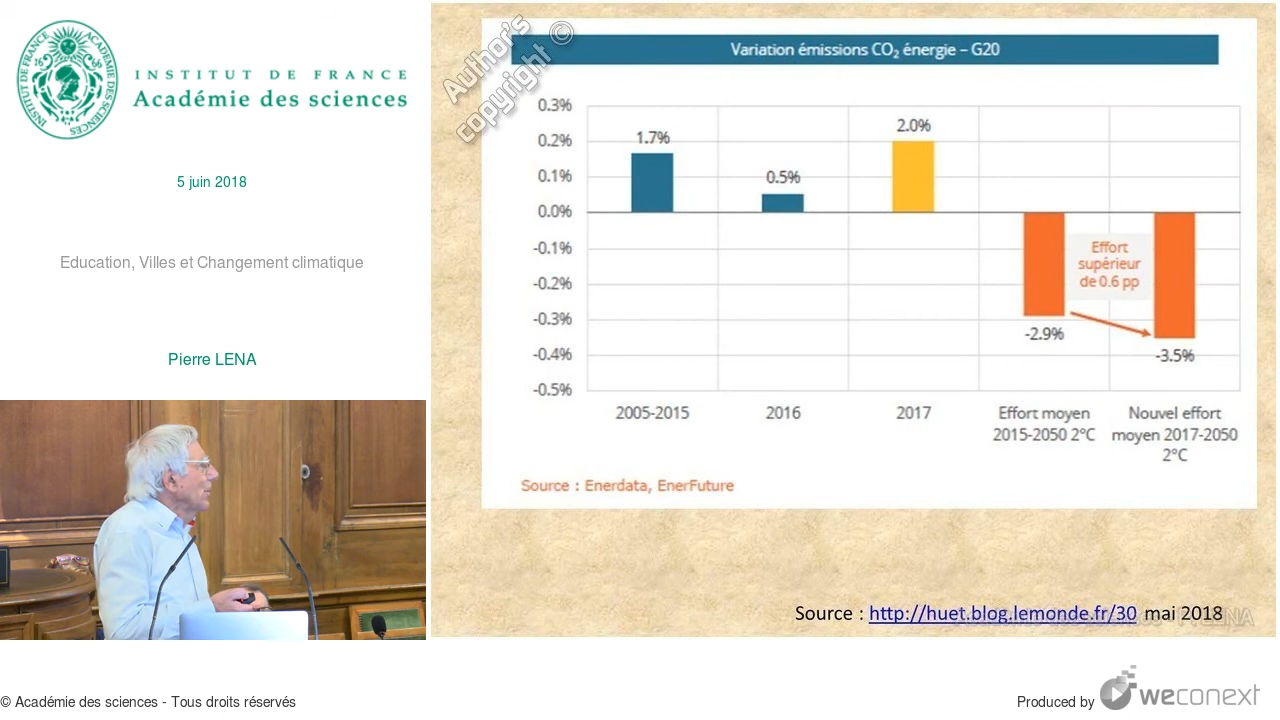 INSTITUT DE FRANCE
Académie des sciences
5 juin 2018
Education, Villes et Changement climatique
Pierre LENA
Author's
copyright ©
Variation émissions CO₂ énergie – G20
0.3%
0.2%
0.1%
0.0%
-0.1%
-0.2%
-0.3%
-0.4%
-0.5%
1.7%
0.5%
2.0%
-2.9%
-3.5%
Effort
supérieur
de 0.6 pp
2005-2015
2016
2017
Effort moyen
2015-2050 2°C
Nouvel effort
moyen 2017-2050
2°C
Source : Enerdata, EnerFuture
Source : http://huet.blog.lemonde.fr/30 mai 2018
© Académie des sciences - Tous droits réservés
Produced by
weconext